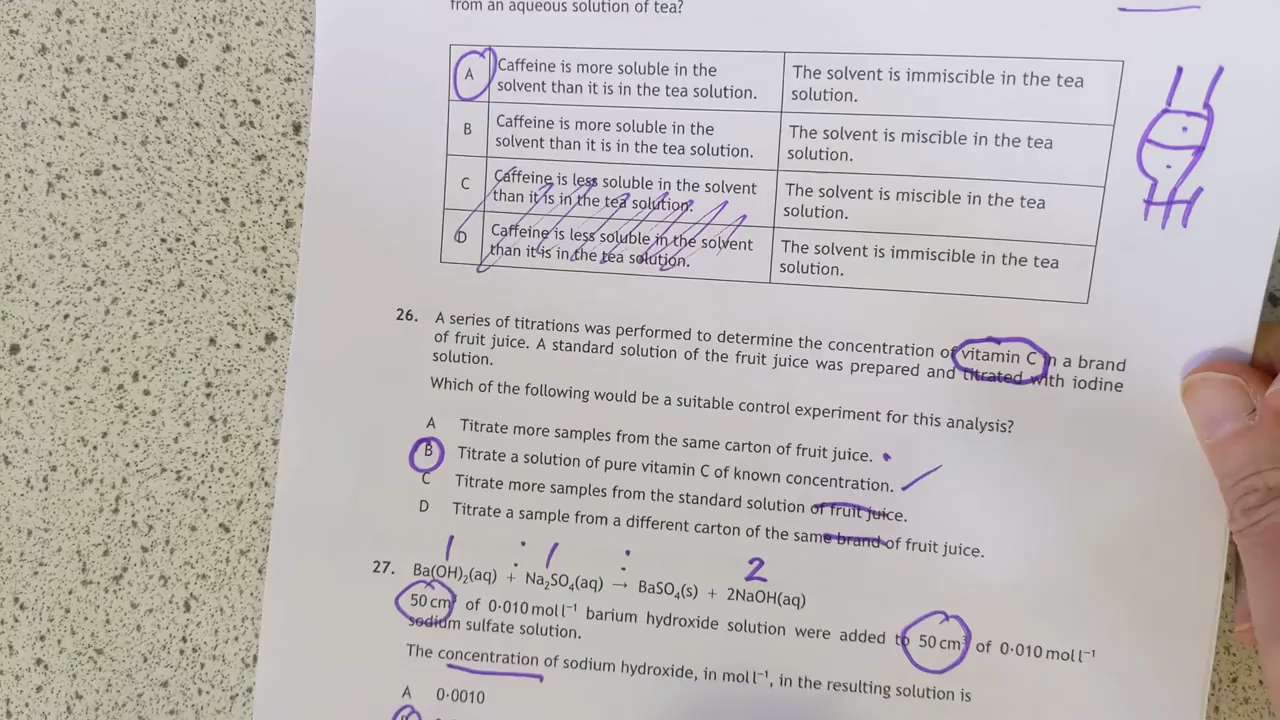 from an aqueous solution of tea?
A Caffeine is more soluble in the The solvent is immiscible in the tea
solvent than it is in the tea solution. solution.
B Caffeine is more soluble in the The solvent is miscible in the tea
solvent than it is in the tea solution. solution.
C Caffeine is less soluble in the solvent The solvent is miscible in the tea
than it is in the tea solution. solution.
D Caffeine is less soluble in the solvent The solvent is immiscible in the tea
than it is in the tea solution. solution.
26. A series of titrations was performed to determine the concentration of vitamin C in a brand
of fruit juice. A standard solution of the fruit juice was prepared and titrated with iodine
solution.
Which of the following would be a suitable control experiment for this analysis?
A Titrate more samples from the same carton of fruit juice.
B Titrate a solution of pure vitamin C of known concentration.
C Titrate more samples from the standard solution of fruit juice.
D Titrate a sample from a different carton of the same brand of fruit juice.
1 : 1 : 2
27. Ba(OH)₂(aq) + Na₂SO₄(aq) → BaSO₄(s) + 2NaOH(aq)
50 cm³ of 0·010 mol l⁻¹ barium hydroxide solution were added to 50 cm³ of 0·010 mol l⁻¹
sodium sulfate solution.
The concentration of sodium hydroxide, in mol l⁻¹, in the resulting solution is
A 0·0010